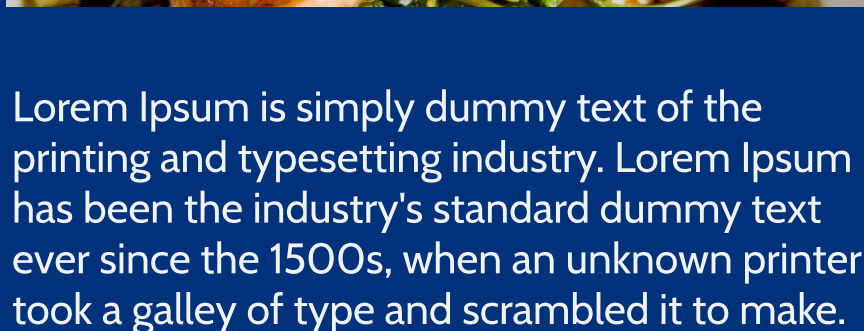 Lorem Ipsum is simply dummy text of the
printing and typesetting industry. Lorem Ipsum
has been the industry's standard dummy text
ever since the 1500s, when an unknown printer
took a galley of type and scrambled it to make.